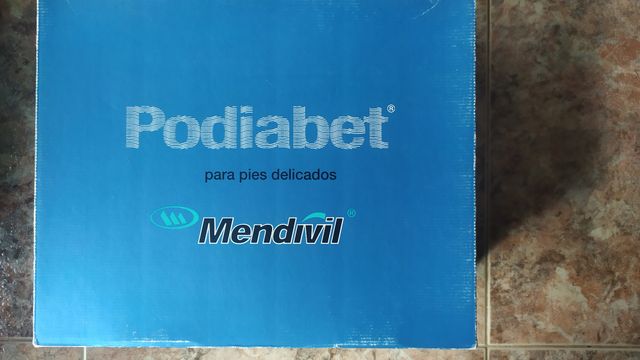 Podiabet®
para pies delicados
Mendivil®